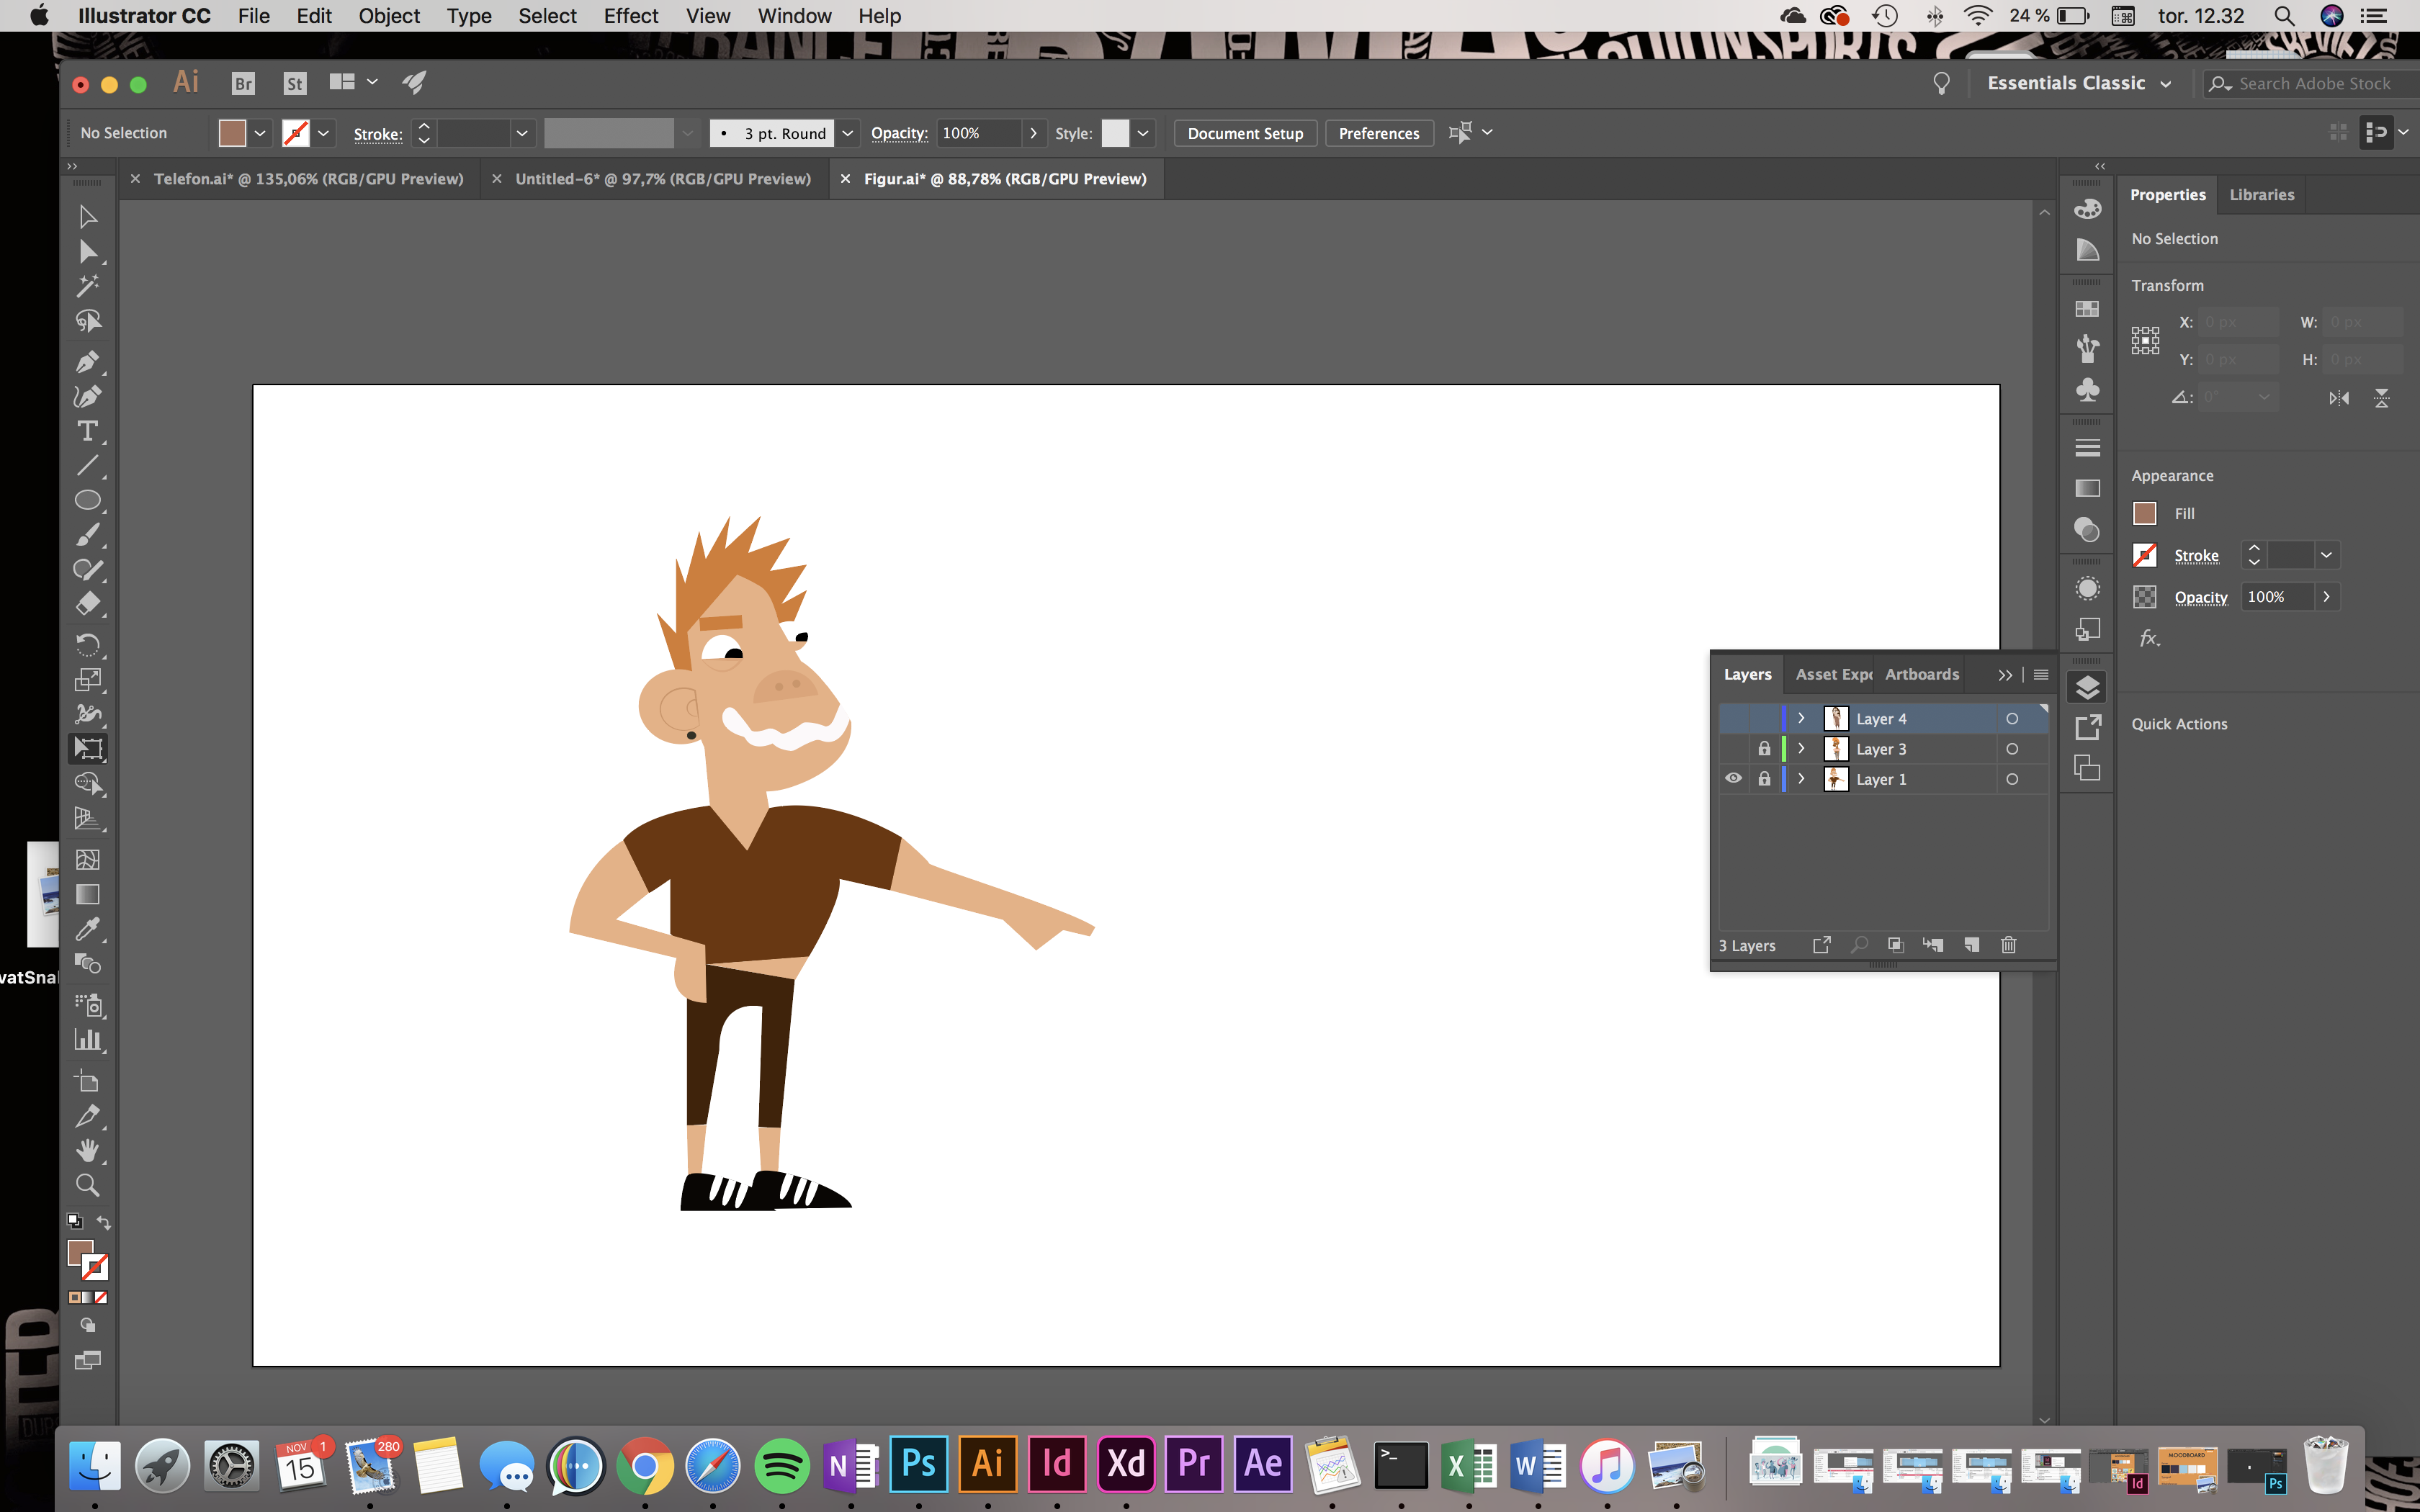 Illustrator CC File Edit Object Type Select Effect View Window Help 24 % tor. 12.32
Ai Br St Essentials Classic Search Adobe Stock
No Selection Stroke: • 3 pt. Round Opacity: 100% Style: Document Setup Preferences
Telefon.ai* @ 135,06% (RGB/GPU Preview) Untitled-6* @ 97,7% (RGB/GPU Preview) Figur.ai* @ 88,78% (RGB/GPU Preview)
Properties Libraries
No Selection
Transform
X: 0 px W: 0 px
Y: 0 px H: 0 px
0°
Appearance
Fill
Stroke
Opacity 100%
fx.
Quick Actions
Layers Asset Expo Artboards
Layer 4
Layer 3
Layer 1
3 Layers
vatSna
NOV 1
15
280
N Ps Ai Id Xd Pr Ae >_ X W
MOODBOARD
Id Ps